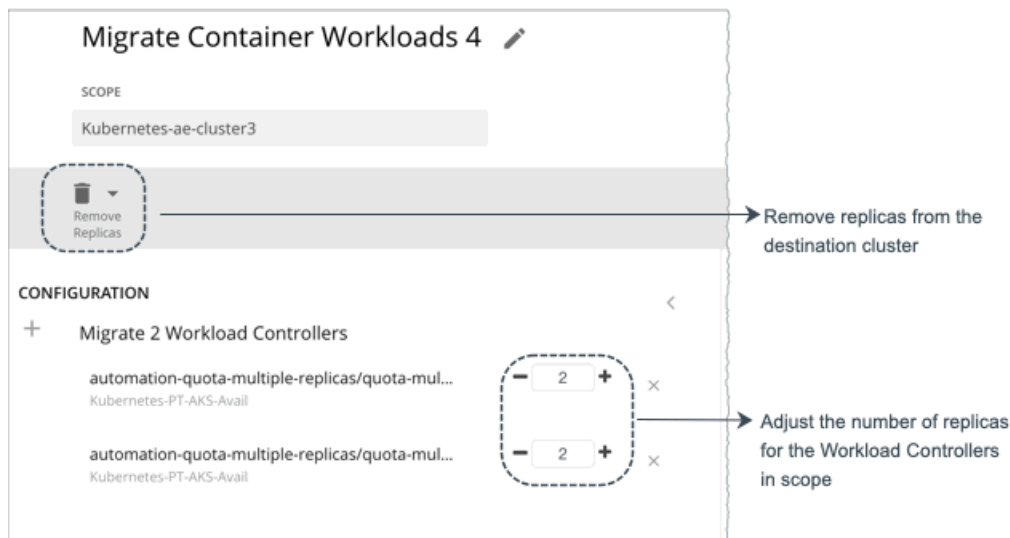 Migrate Container Workloads 4
SCOPE
Kubernetes-ae-cluster3
Remove
Replicas
Remove replicas from the
destination cluster
CONFIGURATION
Migrate 2 Workload Controllers
automation-quota-multiple-replicas/quota-mul...
Kubernetes-PT-AKS-Avail
2
automation-quota-multiple-replicas/quota-mul...
Kubernetes-PT-AKS-Avail
2
Adjust the number of replicas
for the Workload Controllers
in scope